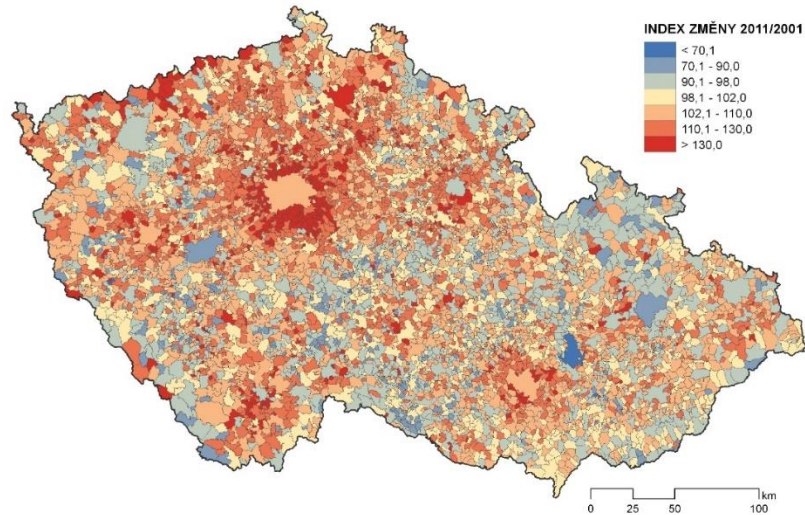 INDEX ZMĚNY 2011/2001
< 70,1
70,1 - 90,0
90,1 - 98,0
98,1 - 102,0
102,1 - 110,0
110,1 - 130,0
> 130,0
km
0 25 50 100